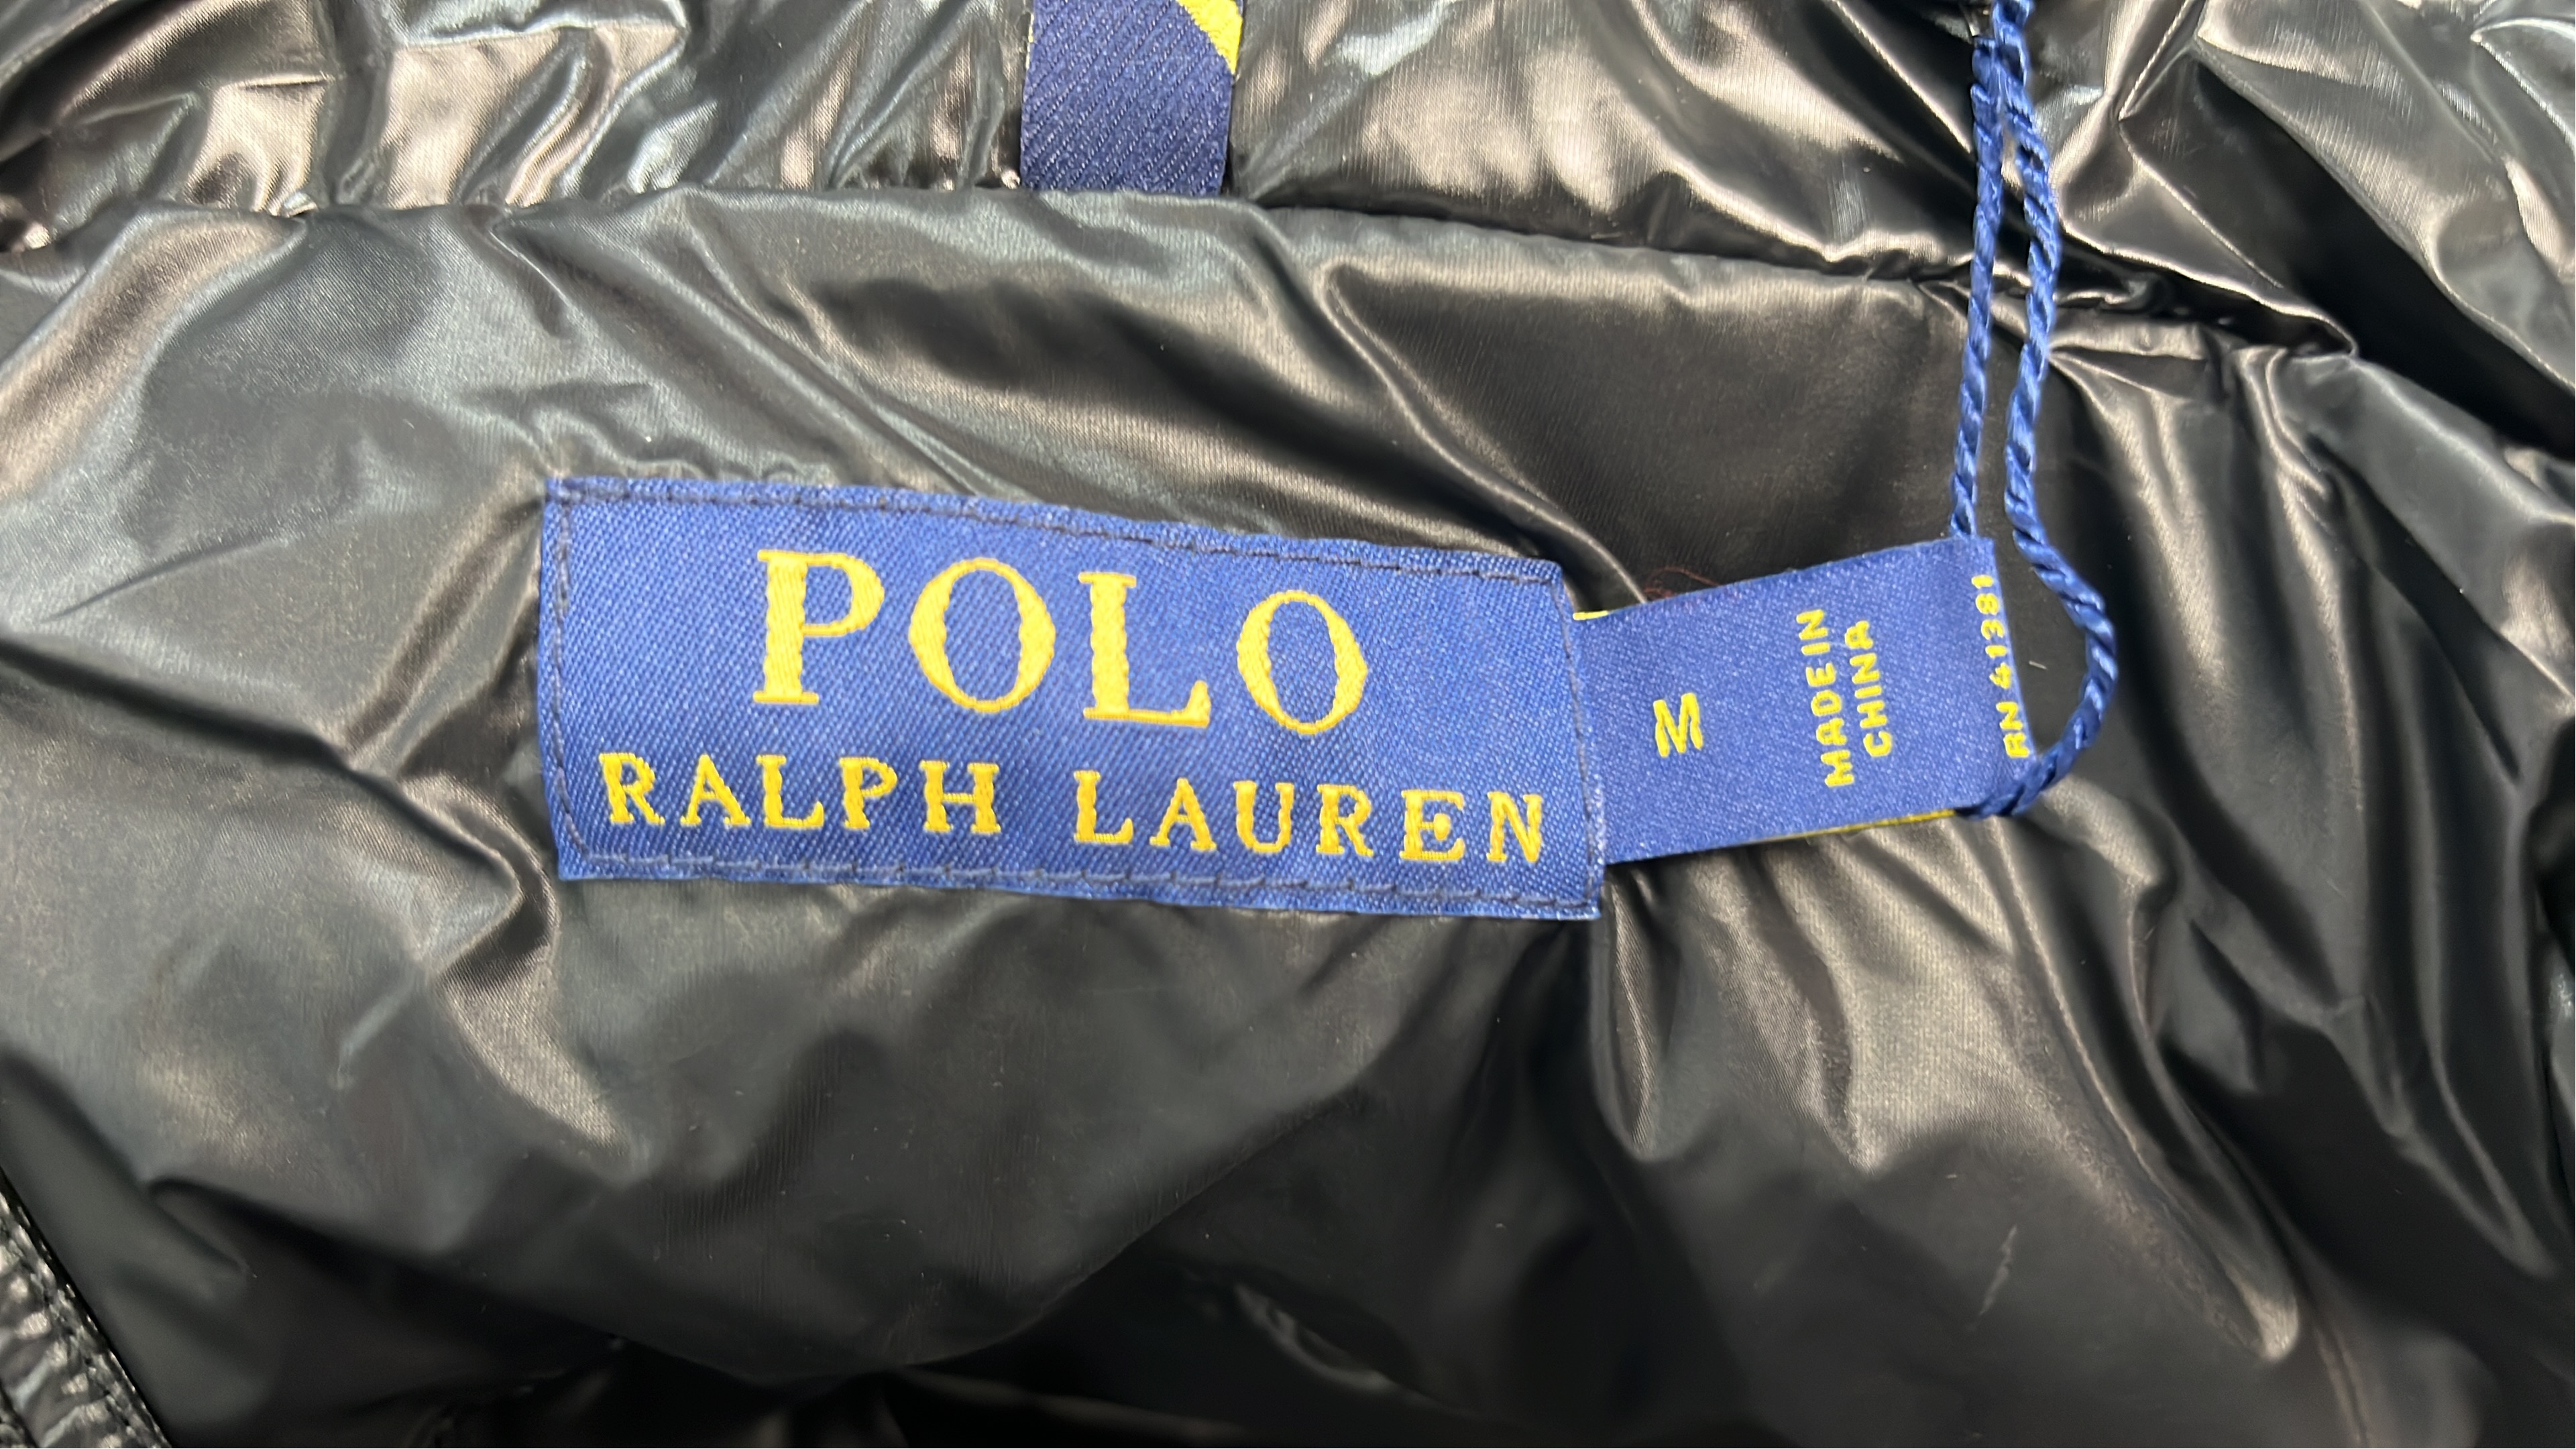 POLO
RALPH LAUREN
M
MADE IN
CHINA
RN 41381